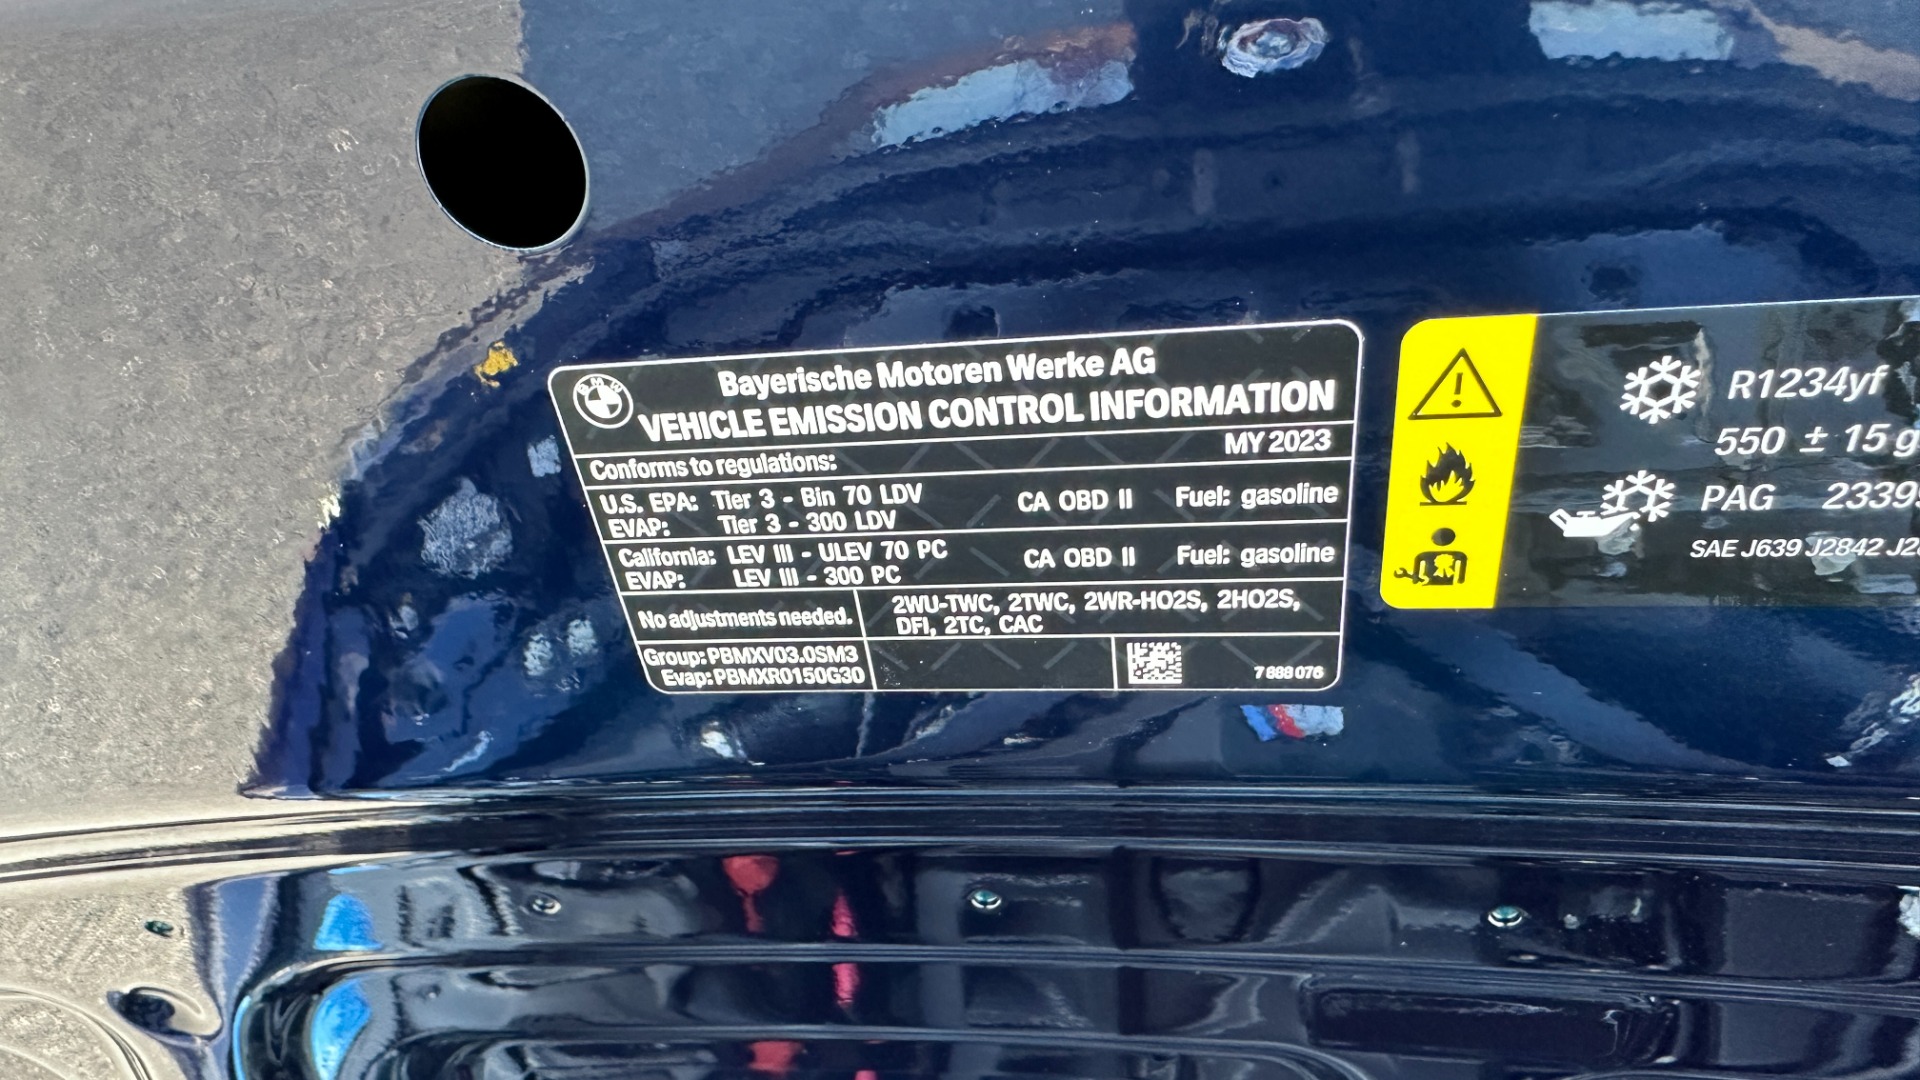 BMW
Bayerische Motoren Werke AG
VEHICLE EMISSION CONTROL INFORMATION
MY 2023
Conforms to regulations:
U.S. EPA: Tier 3 - Bin 70 LDV CA OBD II Fuel: gasoline
EVAP: Tier 3 - 300 LDV
California: LEV III - ULEV 70 PC CA OBD II Fuel: gasoline
EVAP: LEV III - 300 PC
No adjustments needed.
2WU-TWC, 2TWC, 2WR-HO2S, 2HO2S,
DFI, 2TC, CAC
Group: PBMXV03.0SM3
Evap: PBMXR0150G30
7 888 076
R1234yf
550 ± 15 g
PAG 2339
SAE J639 J2842